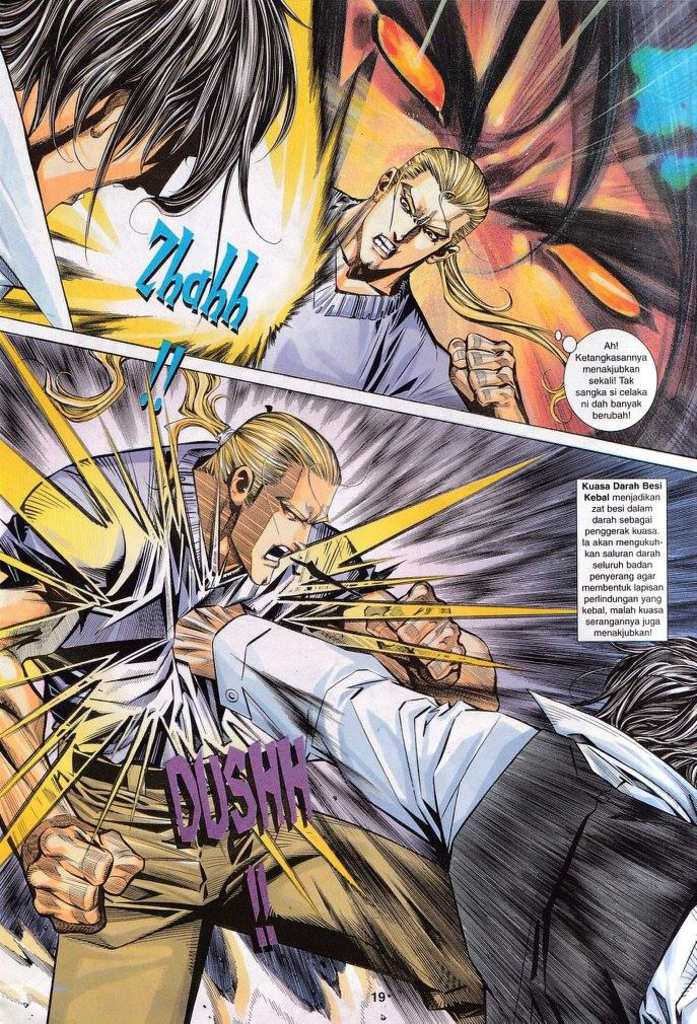 Zhahh
!!
Ah!
Ketangkasannya
menakjubkan
sekali! Tak
sangka si celaka
ni dah banyak
berubah!
Kuasa Darah Besi
Kebal menjadikan
zat besi dalam
darah sebagai
penggerak kuasa.
Ia akan mengukuh-
kan saluran darah
seluruh badan
penyerang agar
membentuk lapisan
perlindungan yang
kebal, malah kuasa
serangannya juga
menakjubkan!
DUSHH
!!
19